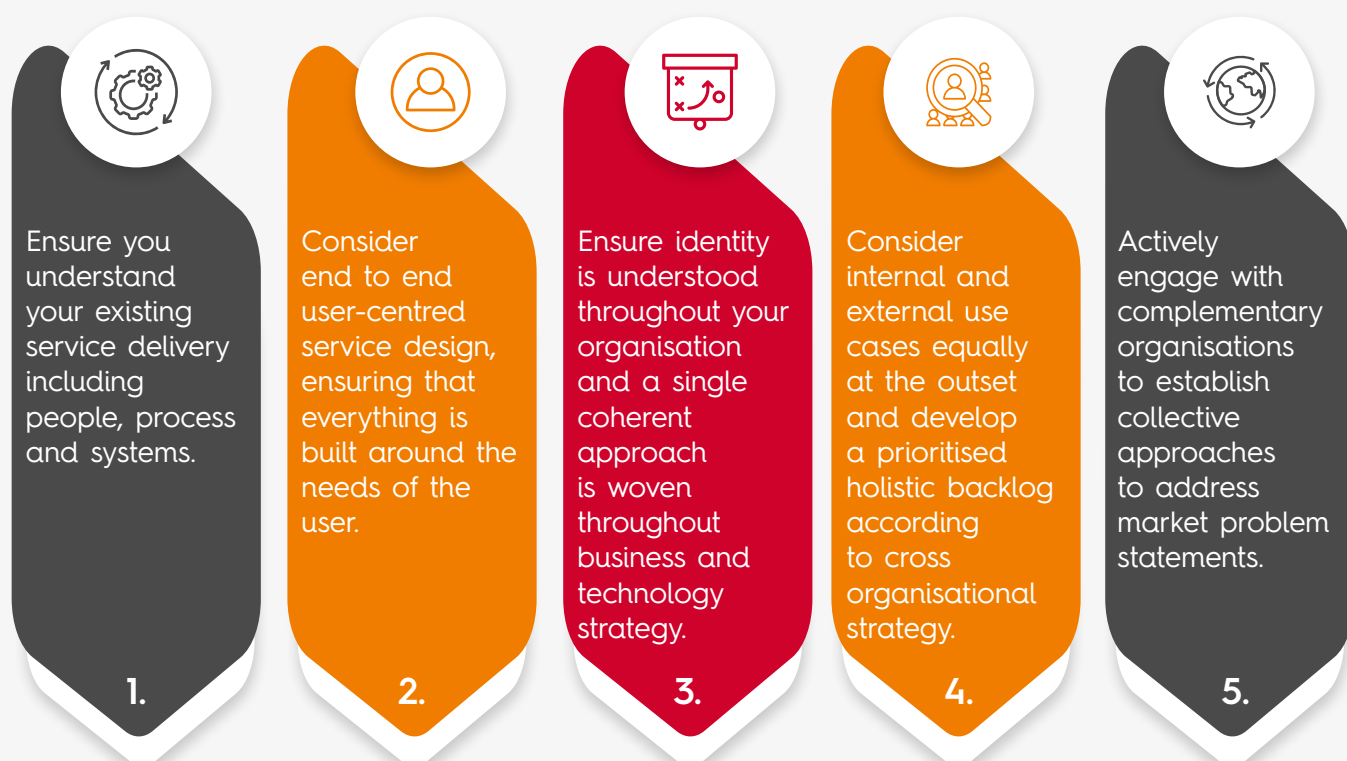 Ensure you
understand
your existing
service delivery
including
people, process
and systems.
1.
Consider
end to end
user-centred
service design,
ensuring that
everything is
built around the
needs of the
user.
2.
Ensure identity
is understood
throughout your
organisation
and a single
coherent
approach
is woven
throughout
business and
technology
strategy.
3.
Consider
internal and
external use
cases equally
at the outset
and develop
a prioritised
holistic backlog
according
to cross
organisational
strategy.
4.
Actively
engage with
complementary
organisations
to establish
collective
approaches
to address
market problem
statements.
5.